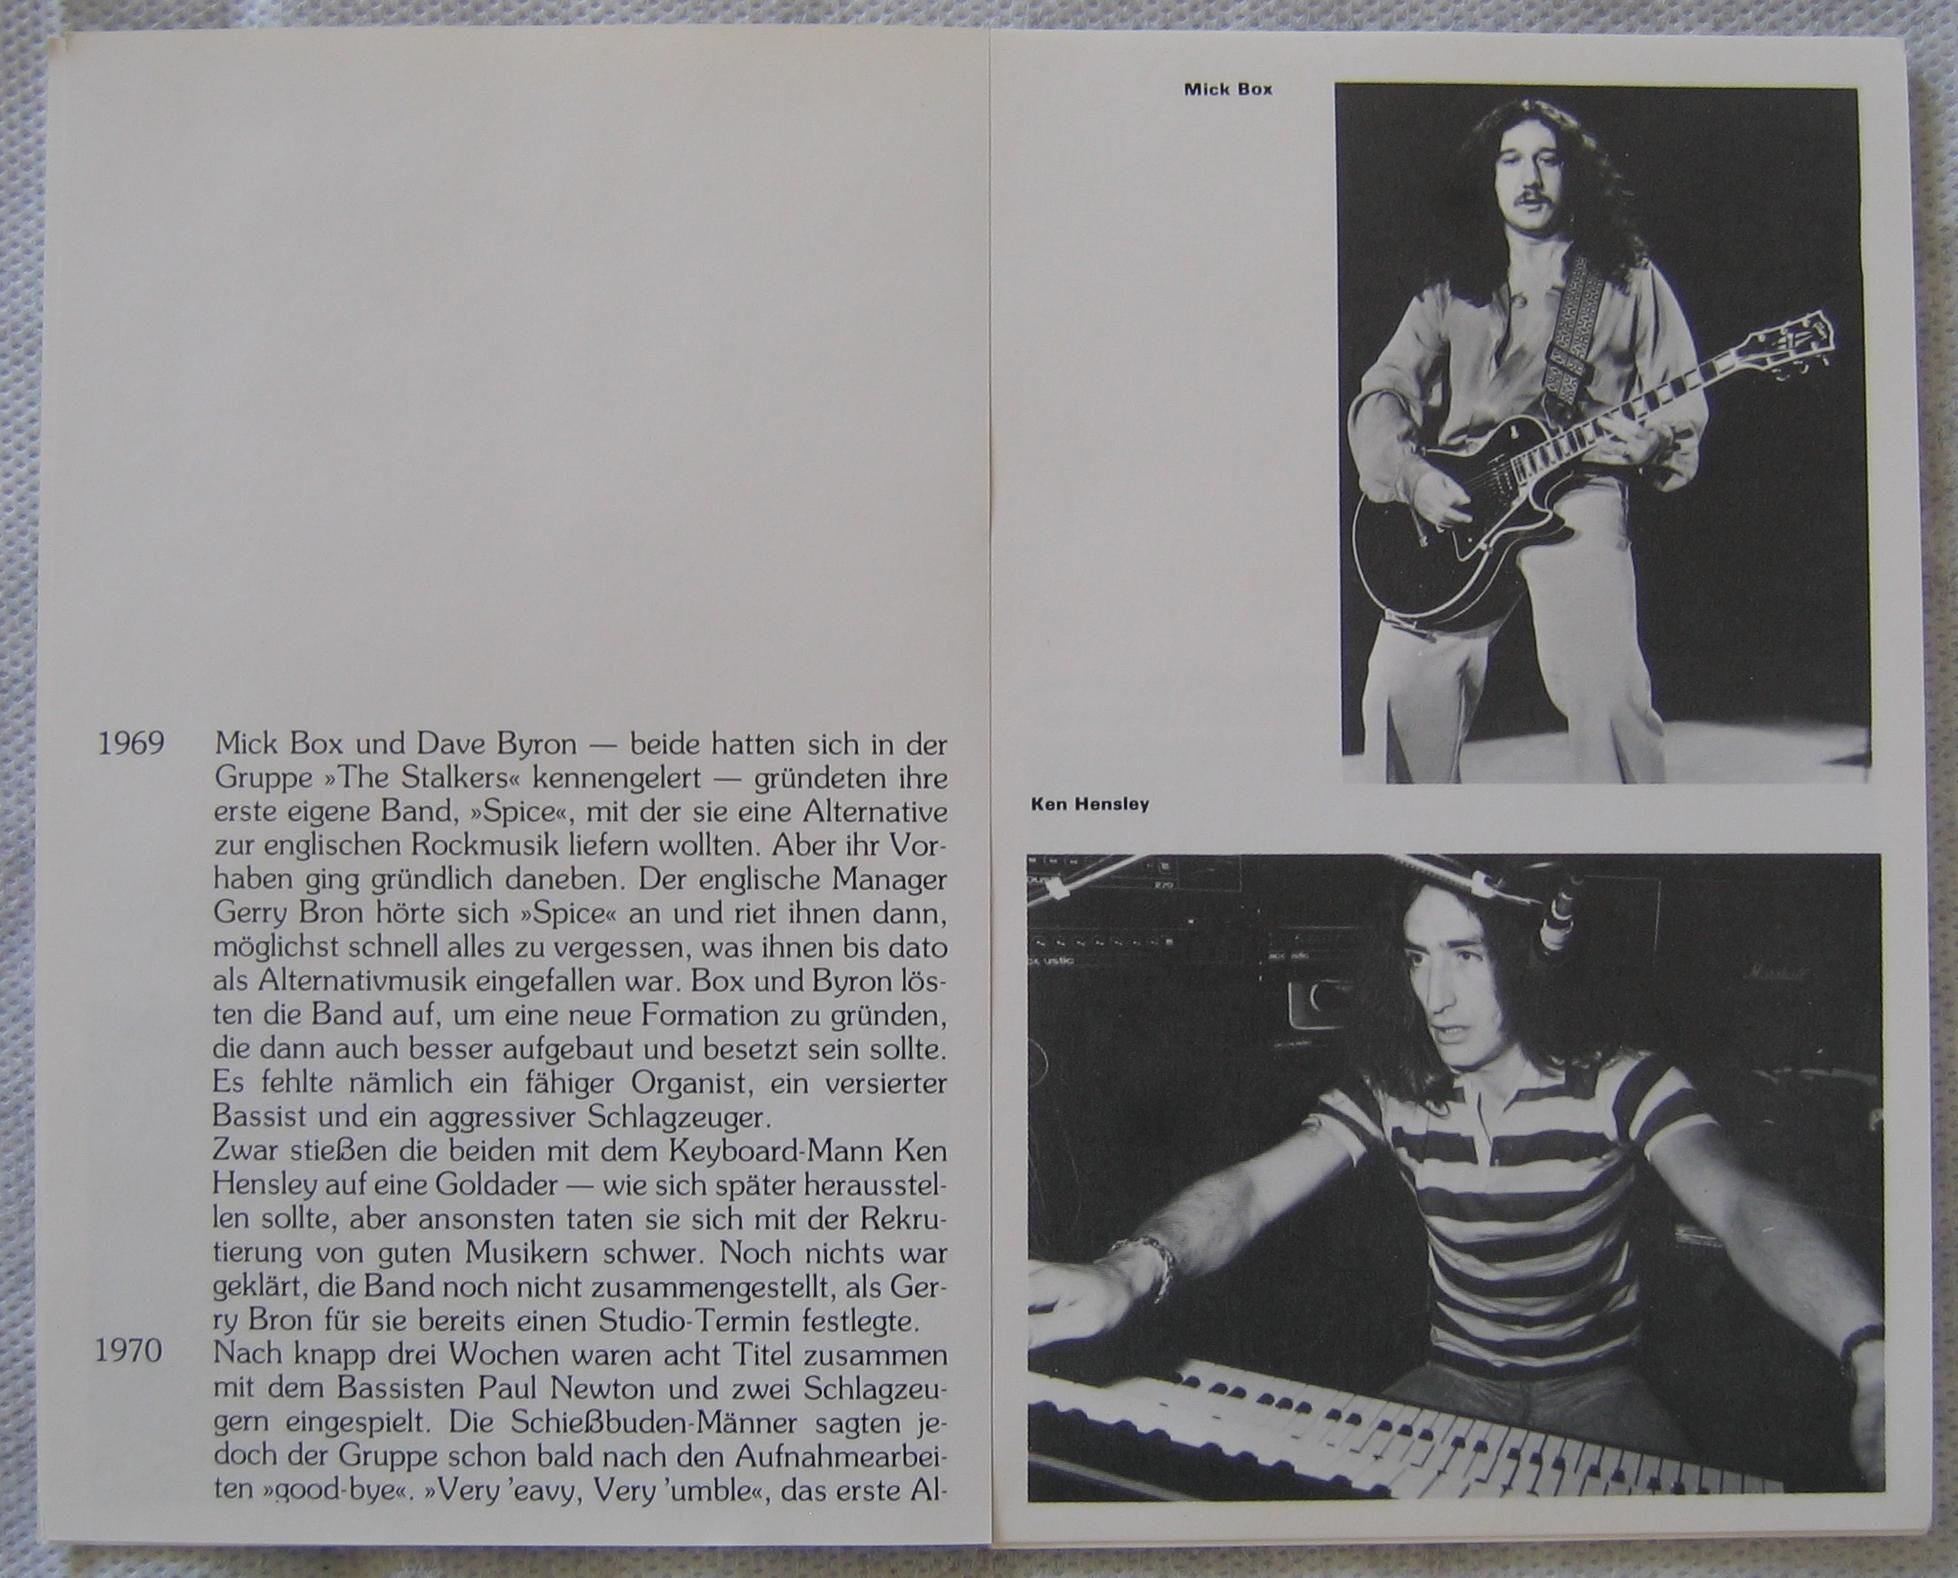 1969 Mick Box und Dave Byron — beide hatten sich in der
Gruppe »The Stalkers« kennengelert — gründeten ihre
erste eigene Band, »Spice«, mit der sie eine Alternative
zur englischen Rockmusik liefern wollten. Aber ihr Vor-
haben ging gründlich daneben. Der englische Manager
Gerry Bron hörte sich »Spice« an und riet ihnen dann,
möglichst schnell alles zu vergessen, was ihnen bis dato
als Alternativmusik eingefallen war. Box und Byron lös-
ten die Band auf, um eine neue Formation zu gründen,
die dann auch besser aufgebaut und besetzt sein sollte.
Es fehlte nämlich ein fähiger Organist, ein versierter
Bassist und ein aggressiver Schlagzeuger.
Zwar stießen die beiden mit dem Keyboard-Mann Ken
Hensley auf eine Goldader — wie sich später herausstel-
len sollte, aber ansonsten taten sie sich mit der Rekru-
tierung von guten Musikern schwer. Noch nichts war
geklärt, die Band noch nicht zusammengestellt, als Ger-
ry Bron für sie bereits einen Studio-Termin festlegte.
1970 Nach knapp drei Wochen waren acht Titel zusammen
mit dem Bassisten Paul Newton und zwei Schlagzeu-
gern eingespielt. Die Schießbuden-Männer sagten je-
doch der Gruppe schon bald nach den Aufnahmearbei-
ten »good-bye«. »Very 'eavy, Very 'umble«, das erste Al-
Mick Box
Ken Hensley
270
Marshall